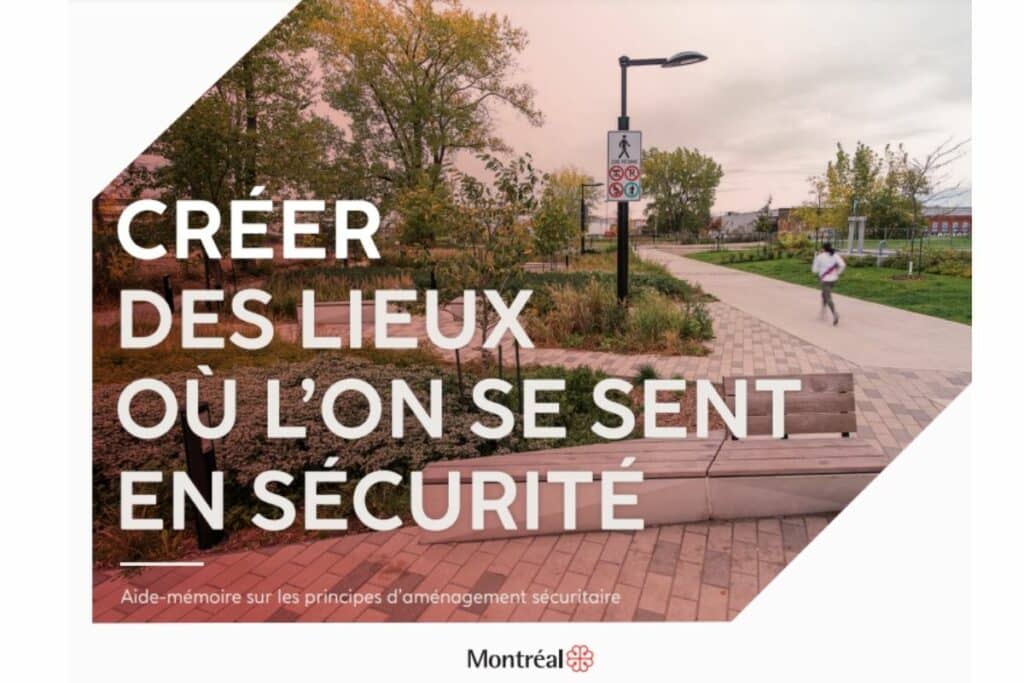 CRÉER
DES LIEUX
OÙ L'ON SE SENT
EN SÉCURITÉ
Aide-mémoire sur les principes d'aménagement sécuritaire
Montréal